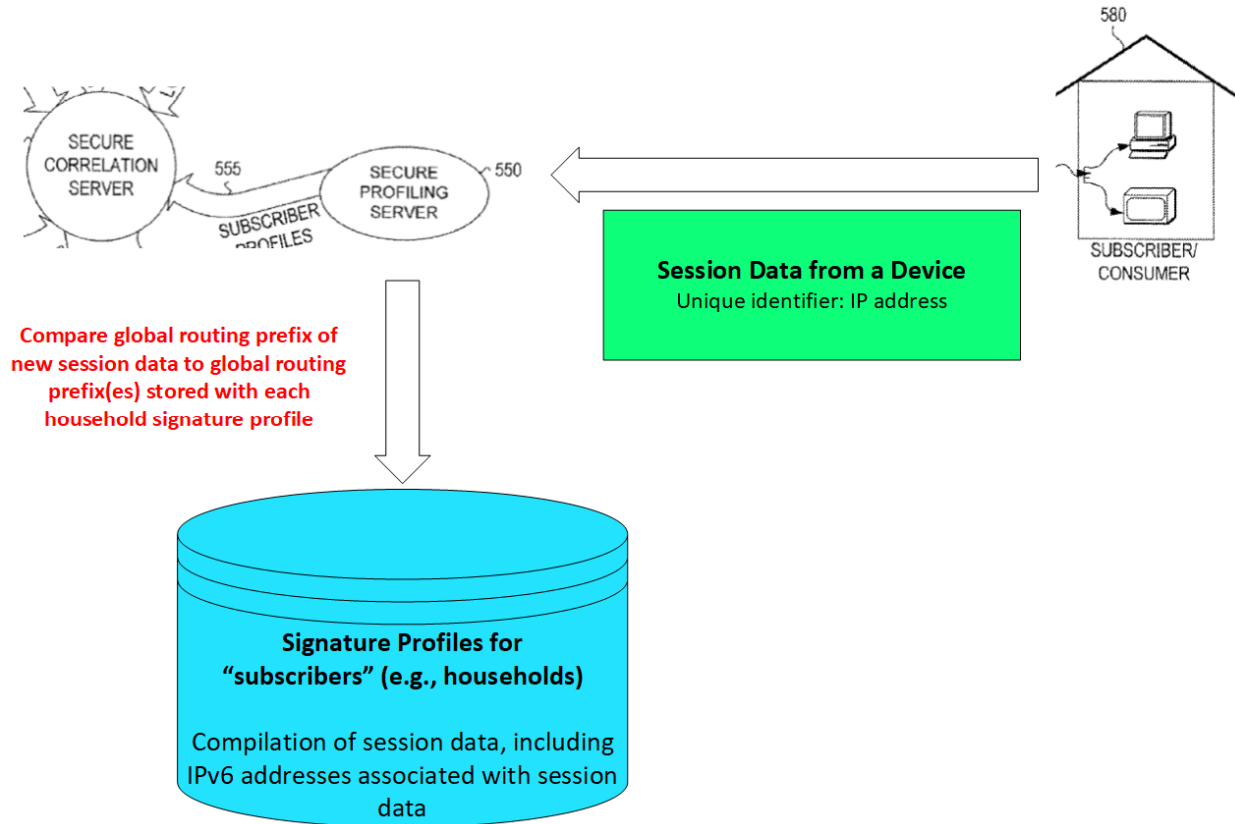 580
SECURE
CORRELATION
SERVER
555
SUBSCRIBER
PROFILES
SECURE
PROFILING
SERVER
550
SUBSCRIBER/
CONSUMER
Session Data from a Device
Unique identifier: IP address
Compare global routing prefix of
new session data to global routing
prefix(es) stored with each
household signature profile
Signature Profiles for
“subscribers” (e.g., households)
Compilation of session data, including
IPv6 addresses associated with session
data